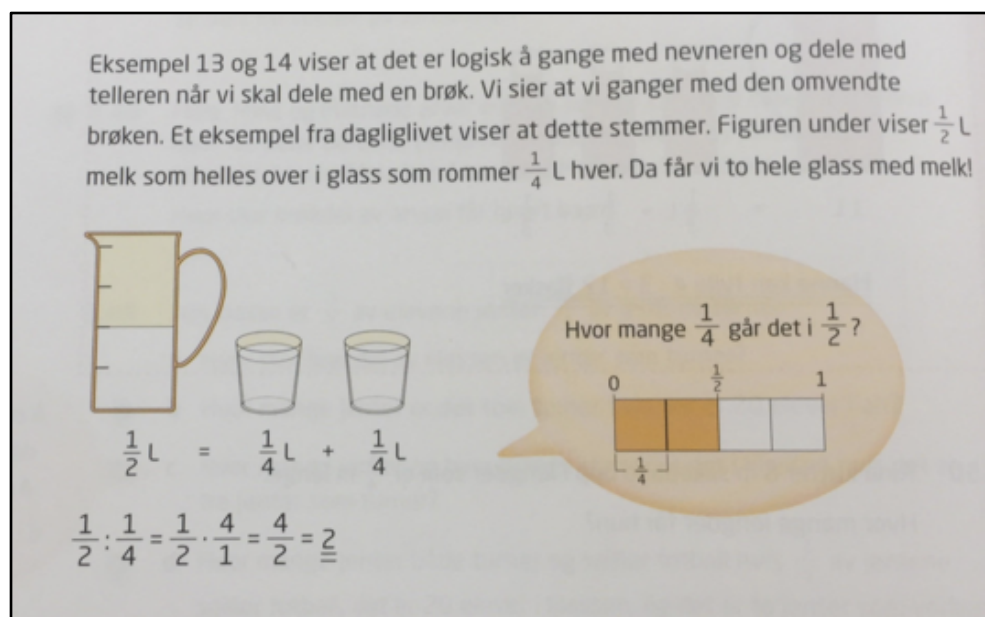 Eksempel 13 og 14 viser at det er logisk å gange med nevneren og dele med
telleren når vi skal dele med en brøk. Vi sier at vi ganger med den omvendte
brøken. Et eksempel fra dagliglivet viser at dette stemmer. Figuren under viser 1/2 L
melk som helles over i glass som rommer 1/4 L hver. Da får vi to hele glass med melk!
Hvor mange 1/4 går det i 1/2?
0 1/2 1
1/4
1/2 L = 1/4 L + 1/4 L
1/2 : 1/4 = 1/2 · 4/1 = 4/2 = 2